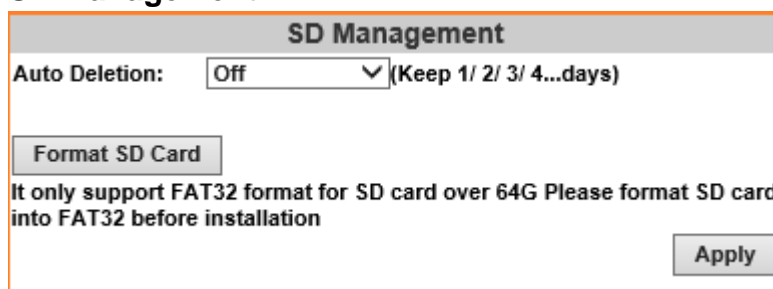 SD Management
Auto Deletion: Off (Keep 1/ 2/ 3/ 4...days)
Format SD Card
It only support FAT32 format for SD card over 64G Please format SD card
into FAT32 before installation
Apply